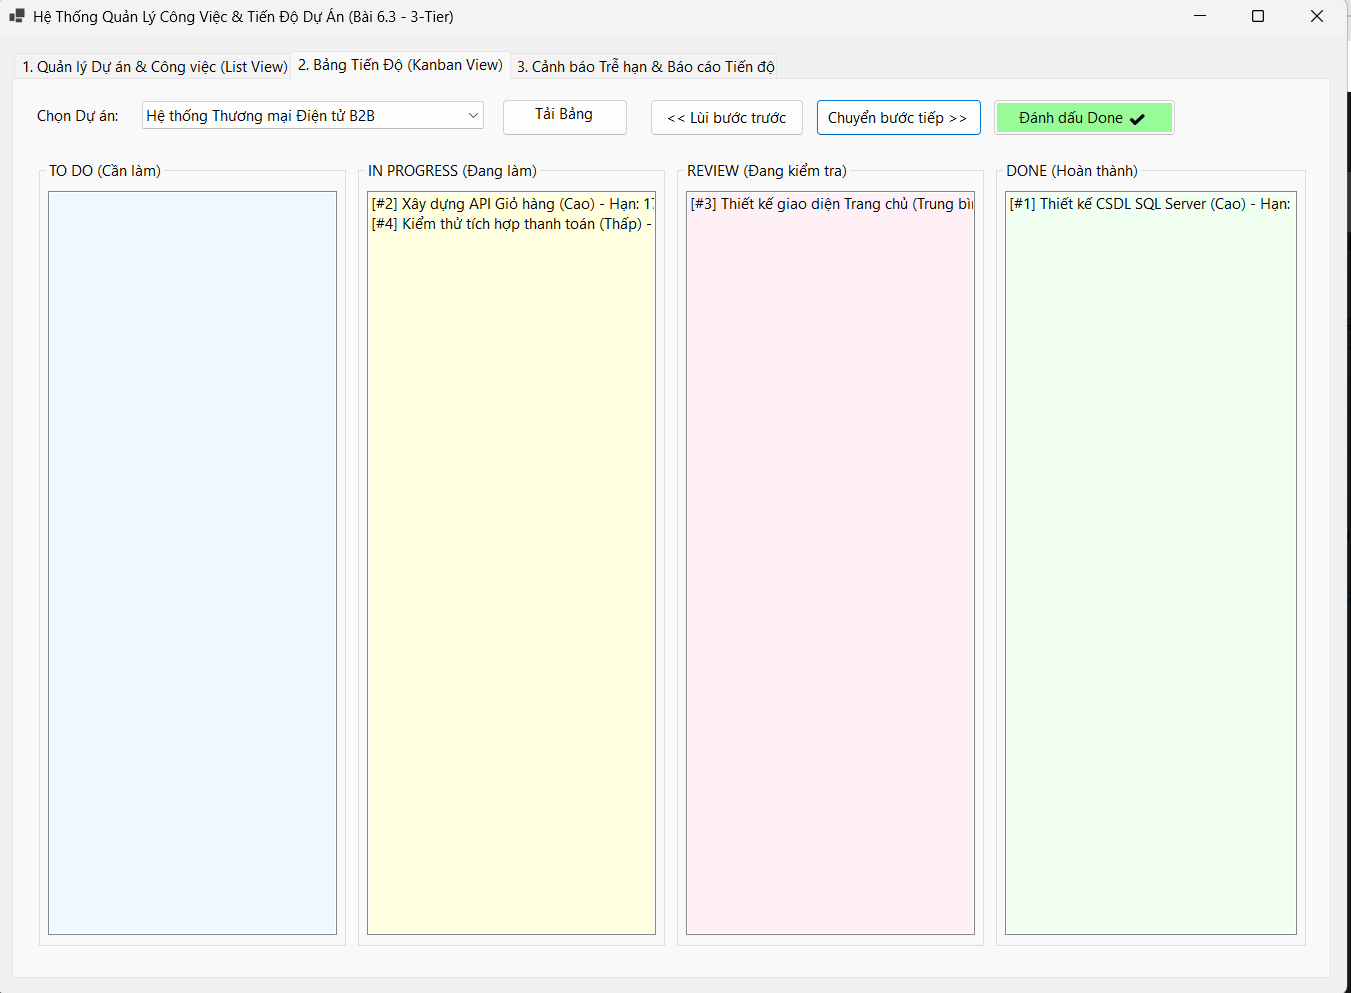 Hệ Thống Quản Lý Công Việc & Tiến Độ Dự Án (Bài 6.3 - 3-Tier)
1. Quản lý Dự án & Công việc (List View)
2. Bảng Tiến Độ (Kanban View)
3. Cảnh báo Trễ hạn & Báo cáo Tiến độ
Chọn Dự án:
Hệ thống Thương mại Điện tử B2B
Tải Bảng
<< Lùi bước trước
Chuyển bước tiếp >>
Đánh dấu Done ✔
TO DO (Cần làm)
IN PROGRESS (Đang làm)
[#2] Xây dựng API Giỏ hàng (Cao) - Hạn: 17
[#4] Kiểm thử tích hợp thanh toán (Thấp) -
REVIEW (Đang kiểm tra)
[#3] Thiết kế giao diện Trang chủ (Trung bìn
DONE (Hoàn thành)
[#1] Thiết kế CSDL SQL Server (Cao) - Hạn: